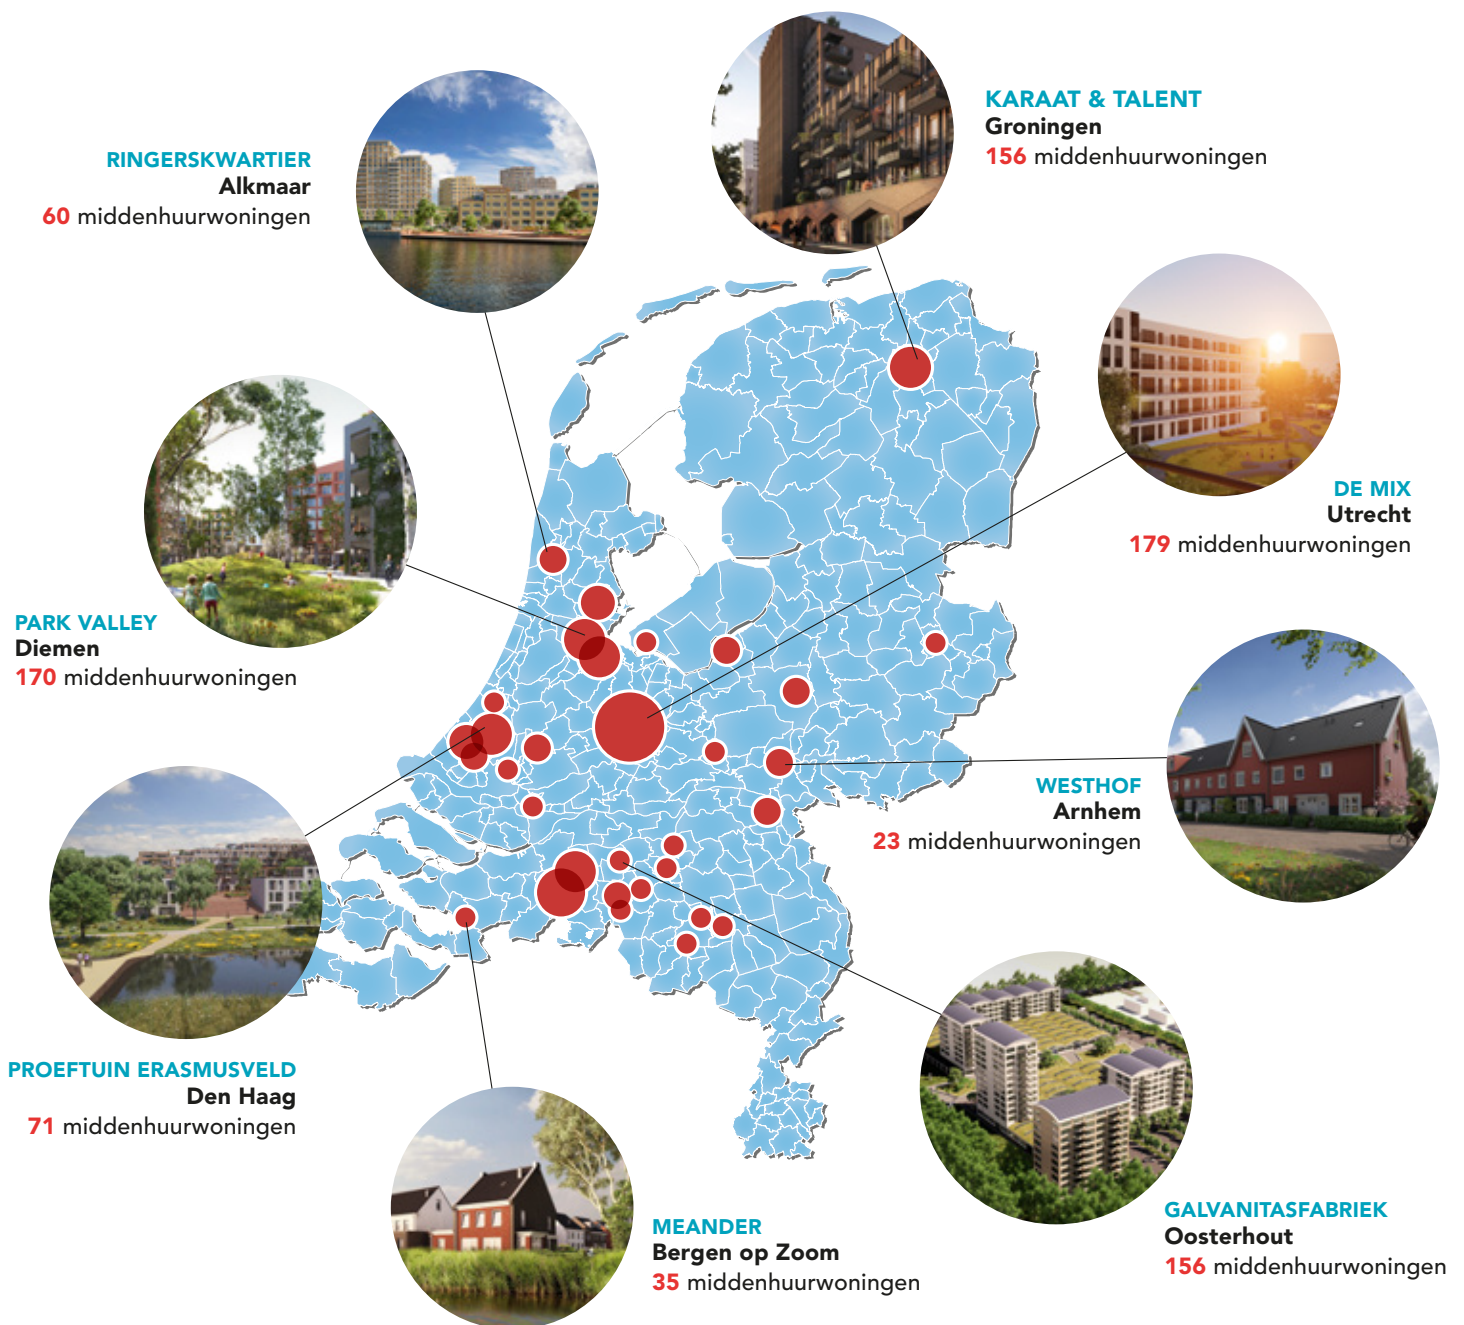 KARAAT & TALENT
Groningen
156 middenhuurwoningen
RINGERSKWARTIER
Alkmaar
60 middenhuurwoningen
DE MIX
Utrecht
179 middenhuurwoningen
PARK VALLEY
Diemen
170 middenhuurwoningen
WESTHOF
Arnhem
23 middenhuurwoningen
PROEFTUIN ERASMUSVELD
Den Haag
71 middenhuurwoningen
MEANDER
Bergen op Zoom
35 middenhuurwoningen
GALVANITASFABRIEK
Oosterhout
156 middenhuurwoningen